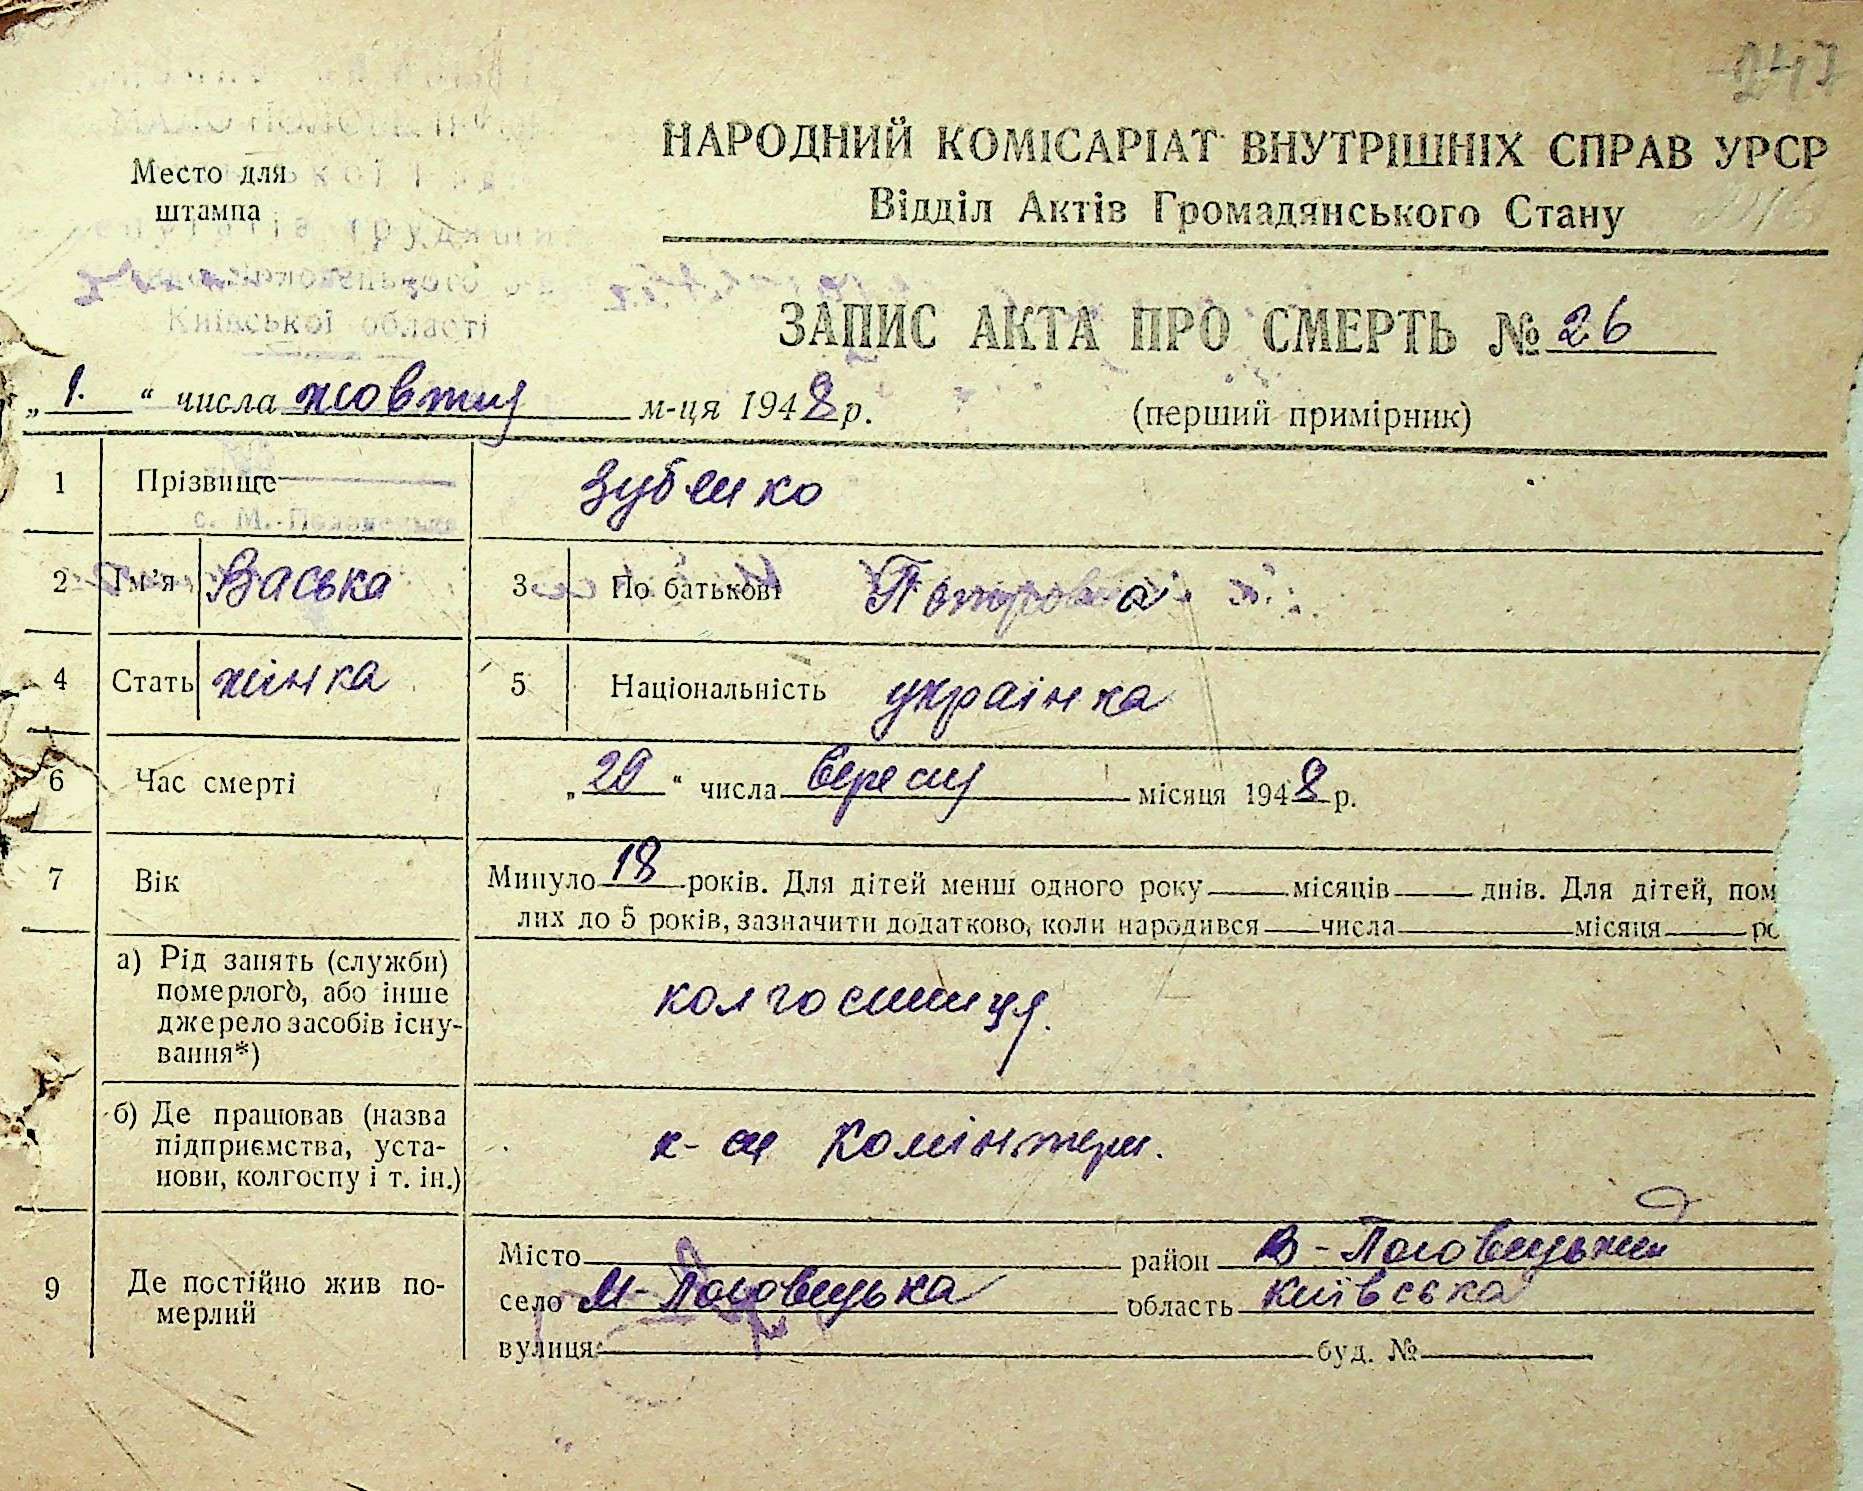 247
Место для
штампа
Київської області
НАРОДНИЙ КОМІСАРІАТ ВНУТРІШНІХ СПРАВ УРСР
Відділ Актів Громадянського Стану
ЗАПИС АКТА ПРО СМЕРТЬ № 26
„ 1. “ числа жовтня м-ця 1948 р.
(перший примірник)
1 Прізвище Зубенко
2 Ім’я Васька 3 По батькові Петровна
4 Стать жінка 5 Національність українка
6 Час смерті „ 20 “ числа Вересня місяця 1948 р.
7 Вік Минуло 18 років. Для дітей менші одного року місяців днів. Для дітей, пом
лих до 5 років, зазначити додатково, коли народився числа місяця ро
а) Рід занять (служби)
померлого, або інше
джерело засобів існу-
вання*)
колгоспниця.
б) Де працював (назва
підприємства, уста-
нови, колгоспу і т. ін.)
к-сп Комінтерн.
9 Де постійно жив по-
мерлий
Місто район В-Половецький
село М-Половецька область Київська
вулиця буд. №